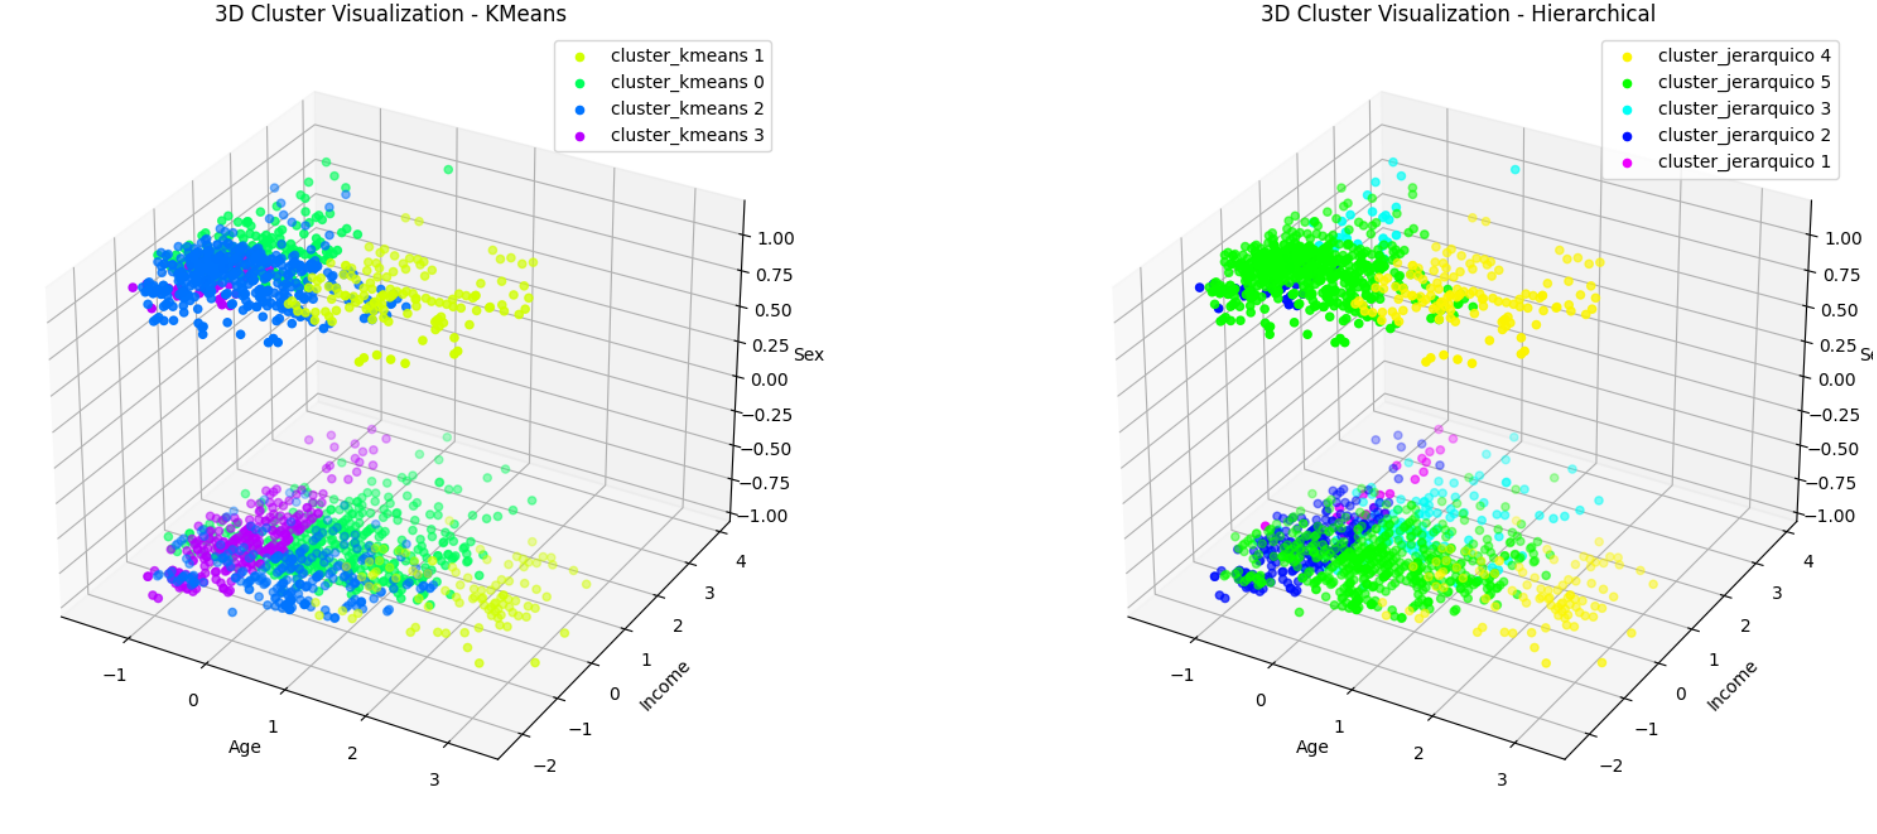 3D Cluster Visualization - KMeans
cluster_kmeans 1
cluster_kmeans 0
cluster_kmeans 2
cluster_kmeans 3
1.00
0.75
0.50
0.25
0.00
−0.25
−0.50
−0.75
−1.00
Sex
4
3
2
1
0
−1
−2
Income
−1
0
1
2
3
Age
3D Cluster Visualization - Hierarchical
cluster_jerarquico 4
cluster_jerarquico 5
cluster_jerarquico 3
cluster_jerarquico 2
cluster_jerarquico 1
1.00
0.75
0.50
0.25
0.00
−0.25
−0.50
−0.75
−1.00
4
3
2
1
0
−1
−2
Income
−1
0
1
2
3
Age